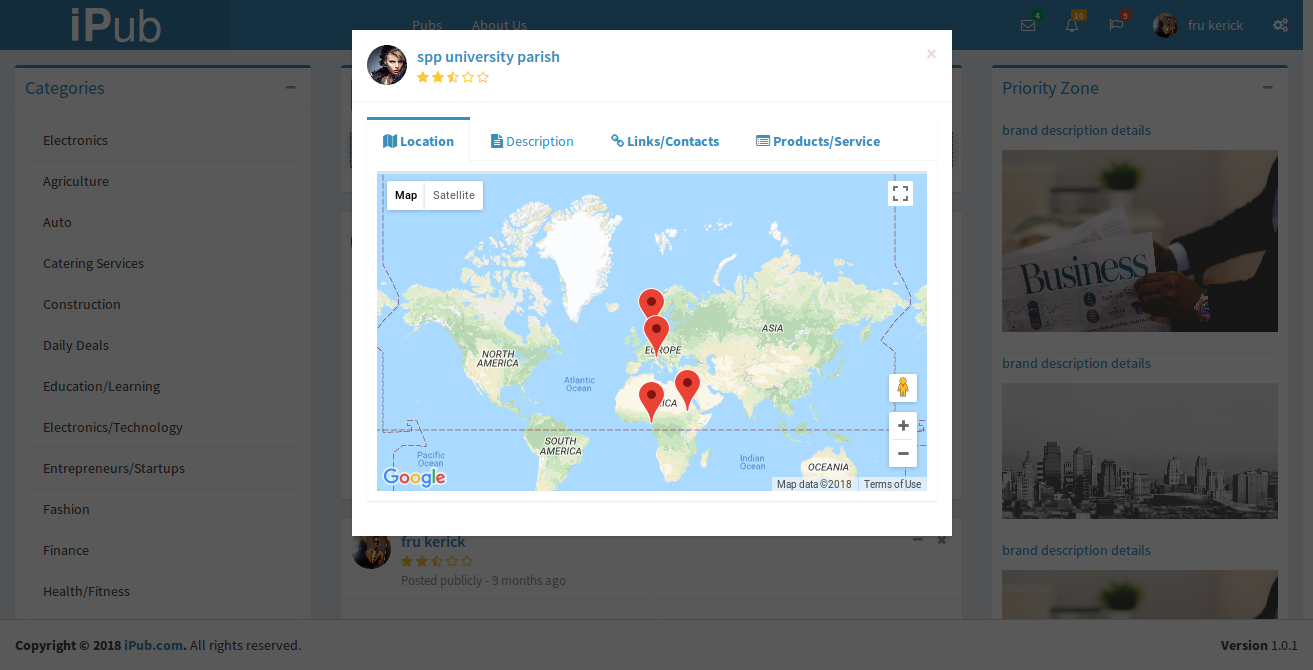 iPub
Pubs
About Us
4
10
9
fru kerick
Categories
Electronics
Agriculture
Auto
Catering Services
Construction
Daily Deals
Education/Learning
Electronics/Technology
Entrepreneurs/Startups
Fashion
Finance
Health/Fitness
spp university parish
×
Location
Description
Links/Contacts
Products/Service
Map
Satellite
NORTH
AMERICA
EUROPE
ASIA
Atlantic
Ocean
ICA
SOUTH
AMERICA
Pacific
Ocean
Indian
Ocean
OCEANIA
Google
Map data ©2018
Terms of Use
fru kerick
Posted publicly - 9 months ago
Priority Zone
brand description details
Business
brand description details
brand description details
Copyright © 2018 iPub.com. All rights reserved.
Version 1.0.1